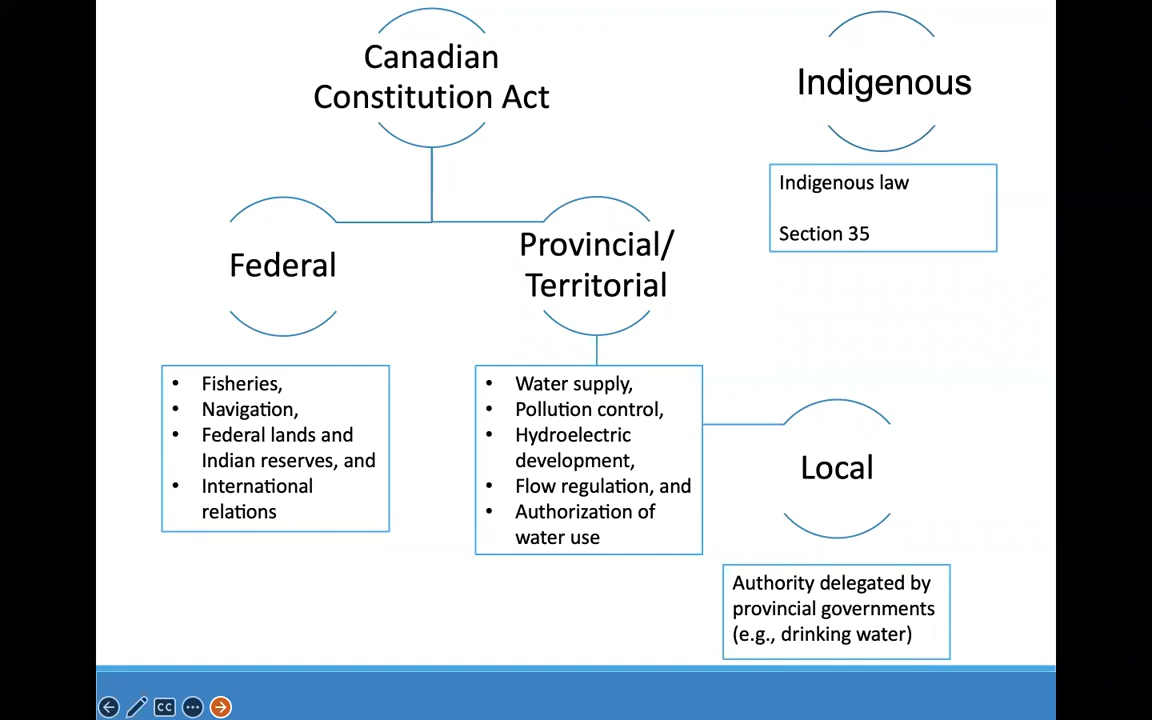 Canadian
Constitution Act
Indigenous
Indigenous law
Section 35
Federal
Provincial/
Territorial
• Fisheries,
• Navigation,
• Federal lands and
Indian reserves, and
• International
relations
• Water supply,
• Pollution control,
• Hydroelectric
development,
• Flow regulation, and
• Authorization of
water use
Local
Authority delegated by
provincial governments
(e.g., drinking water)
CC